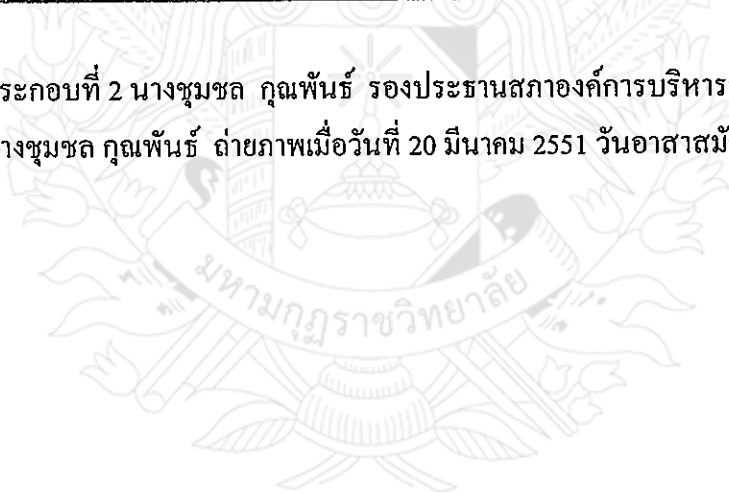 ระกอบที่ 2 นางชุมชล กุณพันธ์ รองประธานสภาองค์การบริหาร
างชุมชล กุณพันธ์ ถ่ายภาพเมื่อวันที่ 20 มีนาคม 2551 วันอาสาสมั
มหามกุฏราชวิทยาลัย